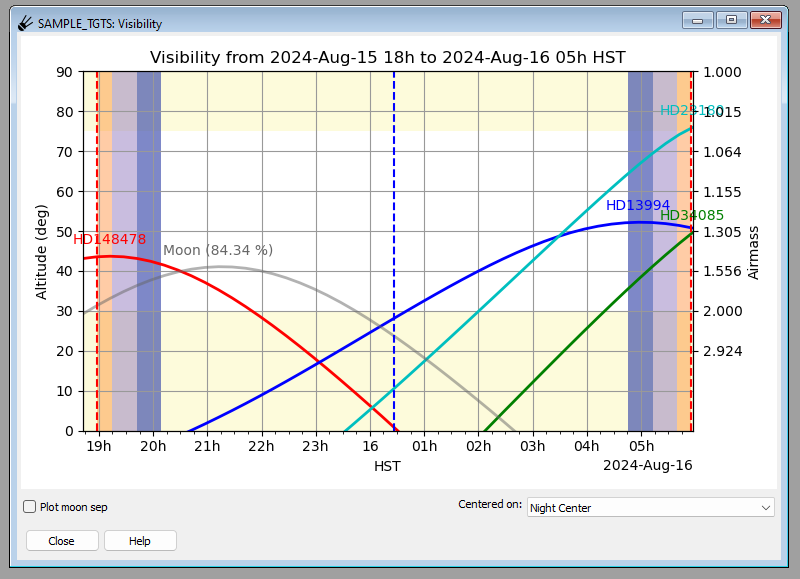 SAMPLE_TGTS: Visibility
Visibility from 2024-Aug-15 18h to 2024-Aug-16 05h HST
90
80
70
60
50
40
30
20
10
0
Altitude (deg)
1.000
1.015
1.064
1.155
1.305
1.556
2.000
2.924
Airmass
HD148478
Moon (84.34 %)
HD23180
HD13994
HD34085
19h 20h 21h 22h 23h 16 01h 02h 03h 04h 05h
HST
2024-Aug-16
Plot moon sep
Centered on: Night Center
Close Help